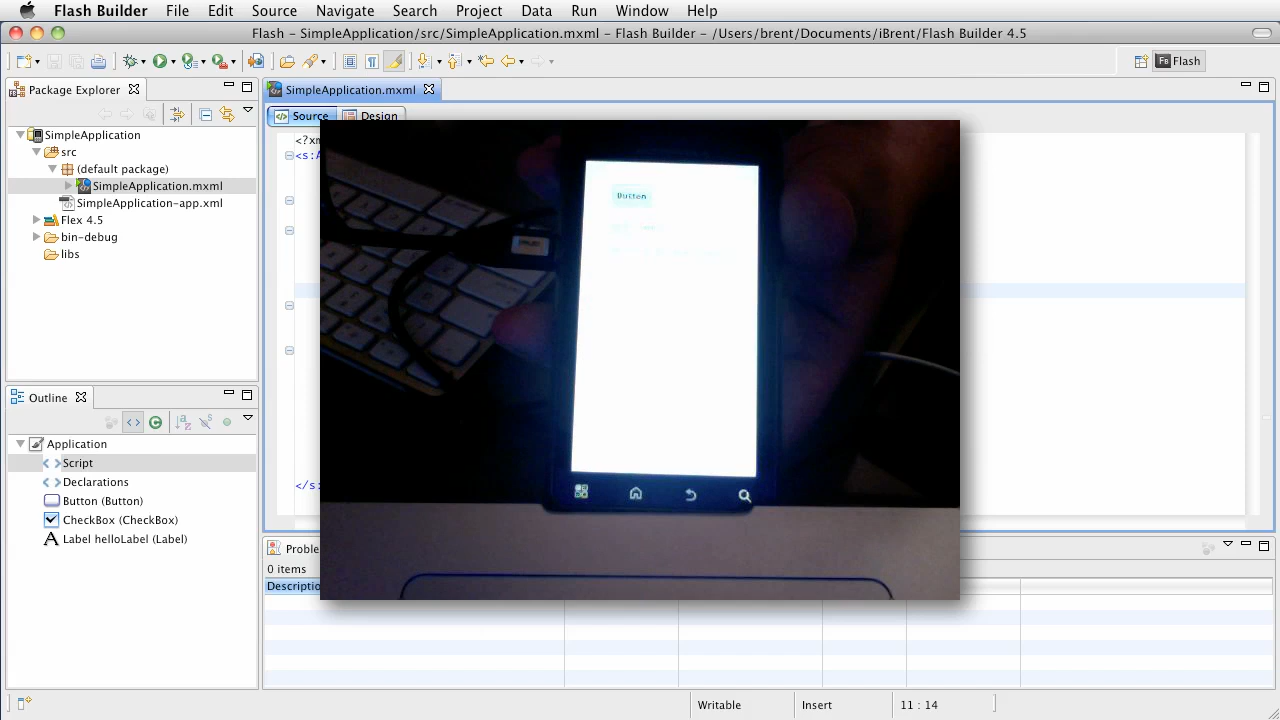 Flash Builder File Edit Source Navigate Search Project Data Run Window Help
Flash – SimpleApplication/src/SimpleApplication.mxml – Flash Builder – /Users/brent/Documents/iBrent/Flash Builder 4.5
Flash
Package Explorer
SimpleApplication.mxml
Source Design
SimpleApplication
src
(default package)
SimpleApplication.mxml
SimpleApplication-app.xml
Flex 4.5
bin-debug
libs
<?xm
<s:A
Button
</s:
Outline
Application
Script
Declarations
Button (Button)
CheckBox (CheckBox)
Label helloLabel (Label)
Proble
0 items
Descriptio
Writable Insert 11 : 14